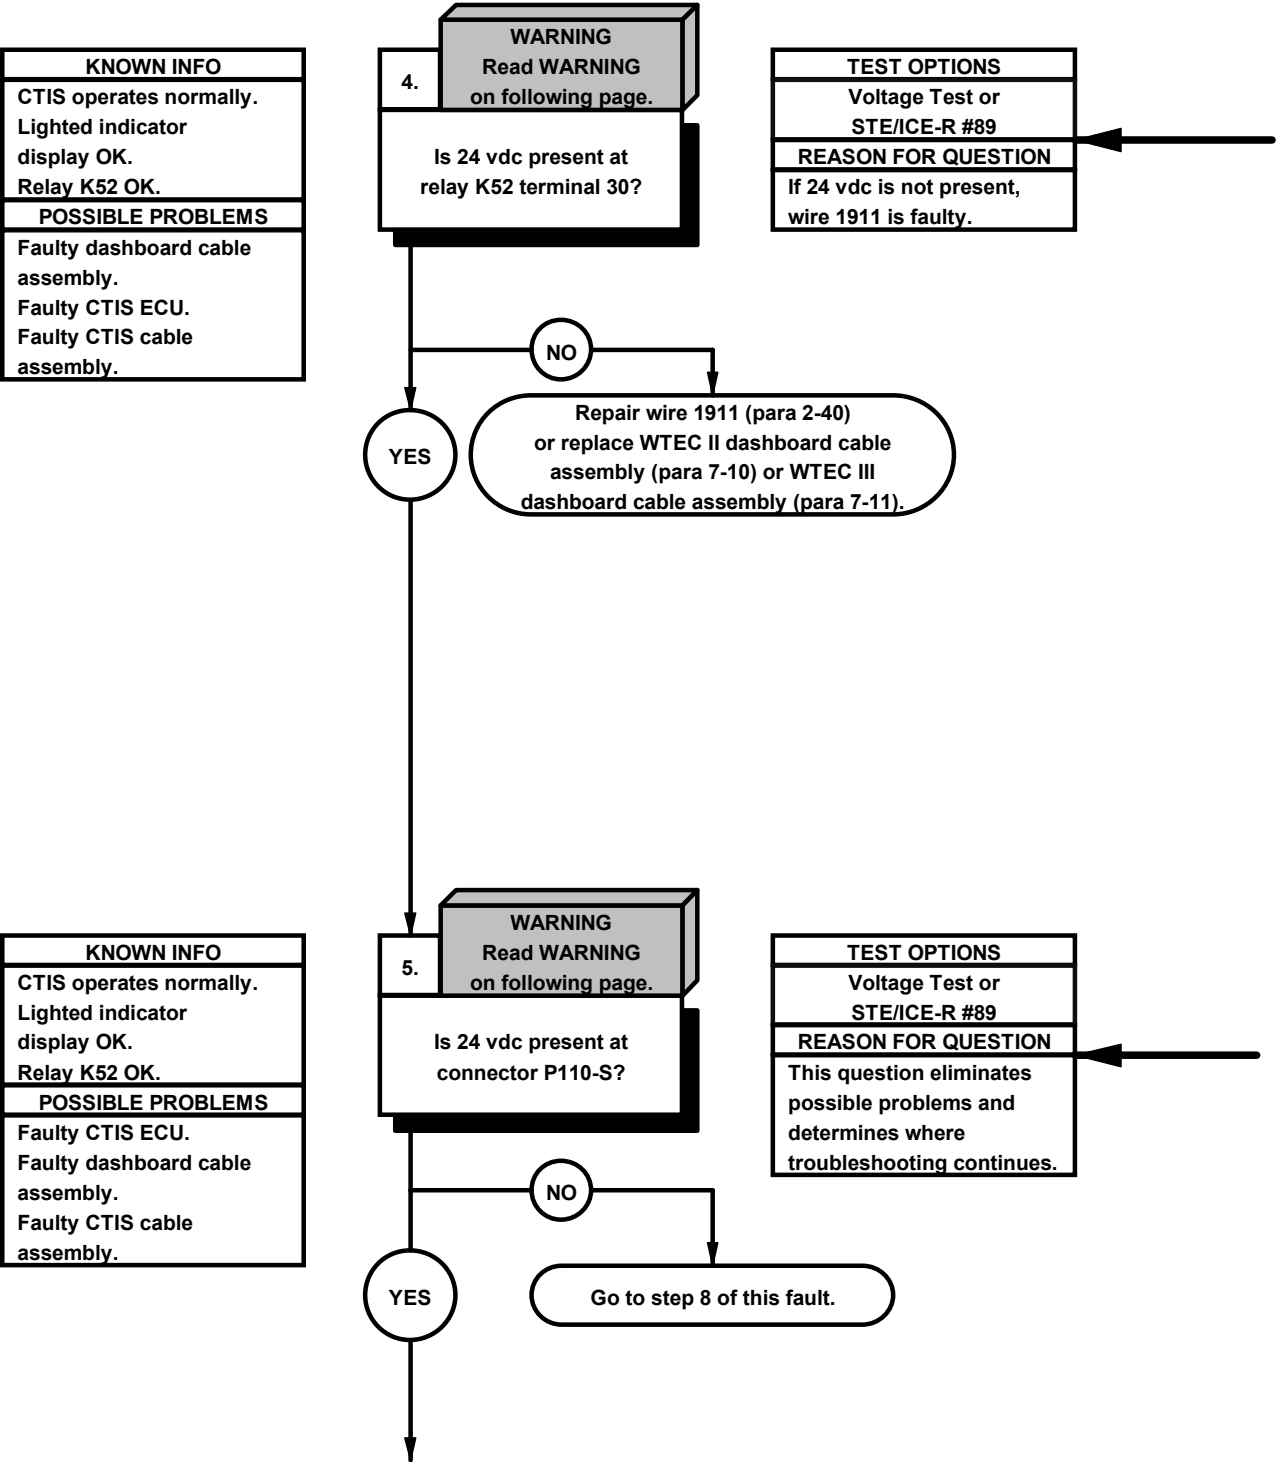 KNOWN INFO
CTIS operates normally.
Lighted indicator
display OK.
Relay K52 OK.
POSSIBLE PROBLEMS
Faulty dashboard cable
assembly.
Faulty CTIS ECU.
Faulty CTIS cable
assembly.
WARNING
Read WARNING
on following page.
4.
Is 24 vdc present at
relay K52 terminal 30?
TEST OPTIONS
Voltage Test or
STE/ICE-R #89
REASON FOR QUESTION
If 24 vdc is not present,
wire 1911 is faulty.
NO
YES
Repair wire 1911 (para 2-40)
or replace WTEC II dashboard cable
assembly (para 7-10) or WTEC III
dashboard cable assembly (para 7-11).
KNOWN INFO
CTIS operates normally.
Lighted indicator
display OK.
Relay K52 OK.
POSSIBLE PROBLEMS
Faulty CTIS ECU.
Faulty dashboard cable
assembly.
Faulty CTIS cable
assembly.
WARNING
Read WARNING
on following page.
5.
Is 24 vdc present at
connector P110-S?
TEST OPTIONS
Voltage Test or
STE/ICE-R #89
REASON FOR QUESTION
This question eliminates
possible problems and
determines where
troubleshooting continues.
NO
YES
Go to step 8 of this fault.